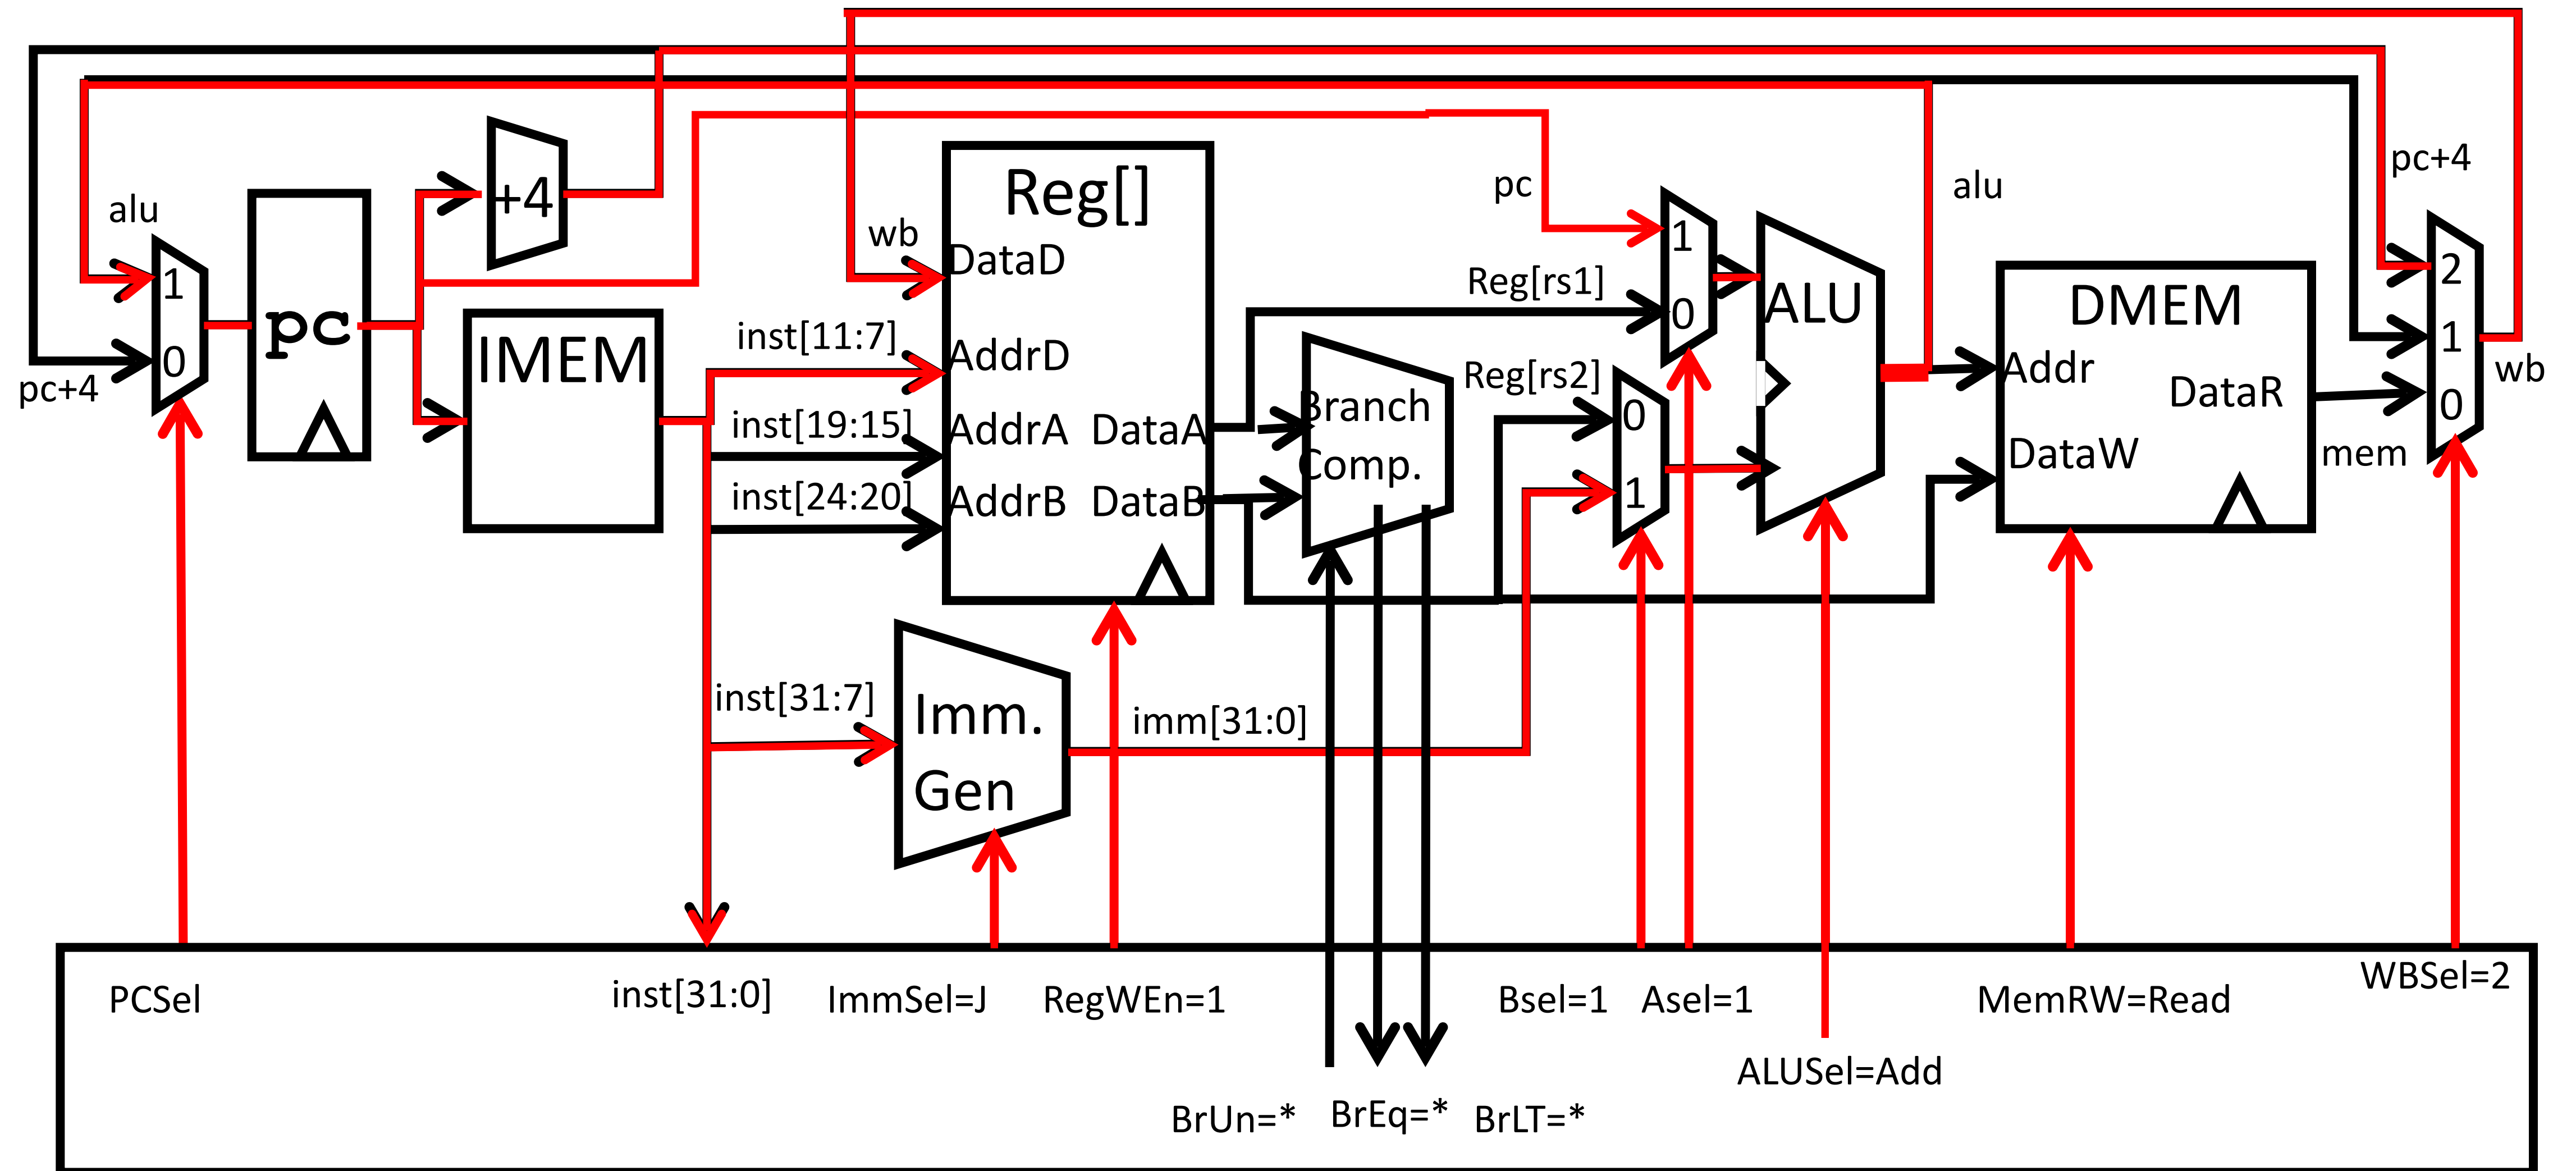 pc+4
alu
alu
+4
Reg[]
pc
wb
DataD
1
1
Reg[rs1]
2
pc
IMEM
inst[11:7]
AddrD
0
ALU
DMEM
1
wb
0
pc+4
Reg[rs2]
Addr
DataR
0
inst[19:15]
AddrA DataA
Branch
Comp.
0
DataW
mem
inst[24:20]
AddrB DataB
1
inst[31:7]
Imm.
Gen
imm[31:0]
PCSel
inst[31:0]
ImmSel=J
RegWEn=1
Bsel=1
Asel=1
MemRW=Read
WBSel=2
ALUSel=Add
BrUn=*
BrEq=*
BrLT=*